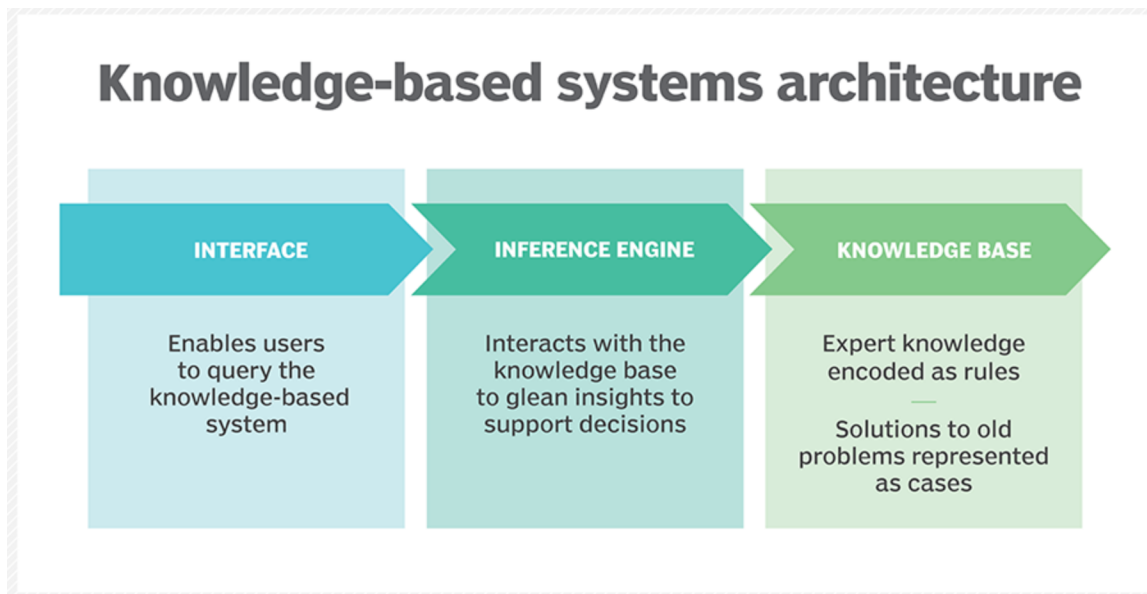 Knowledge-based systems architecture
INTERFACE
Enables users
to query the
knowledge-based
system
INFERENCE ENGINE
Interacts with the
knowledge base
to glean insights to
support decisions
KNOWLEDGE BASE
Expert knowledge
encoded as rules
Solutions to old
problems represented
as cases